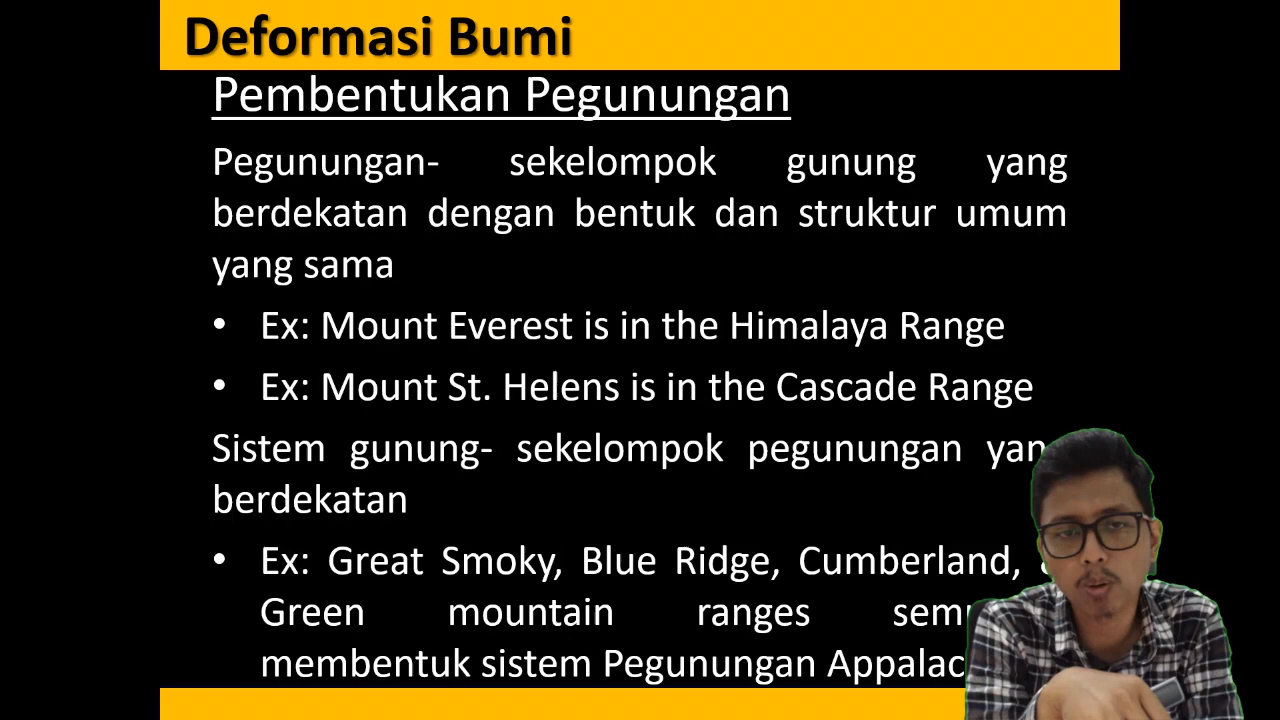 Deformasi Bumi
Pembentukan Pegunungan
Pegunungan- sekelompok gunung yang
berdekatan dengan bentuk dan struktur umum
yang sama
• Ex: Mount Everest is in the Himalaya Range
• Ex: Mount St. Helens is in the Cascade Range
Sistem gunung- sekelompok pegunungan
berdekatan
• Ex: Great Smoky, Blue Ridge, Cumberland,
Green mountain ranges
membentuk sistem Pegunungan